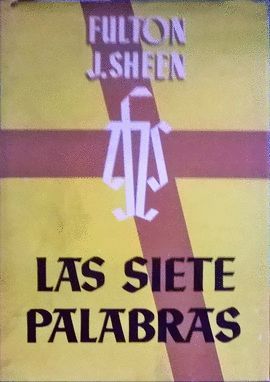 FULTON
J. SHEEN
LAS SIETE
PALABRAS